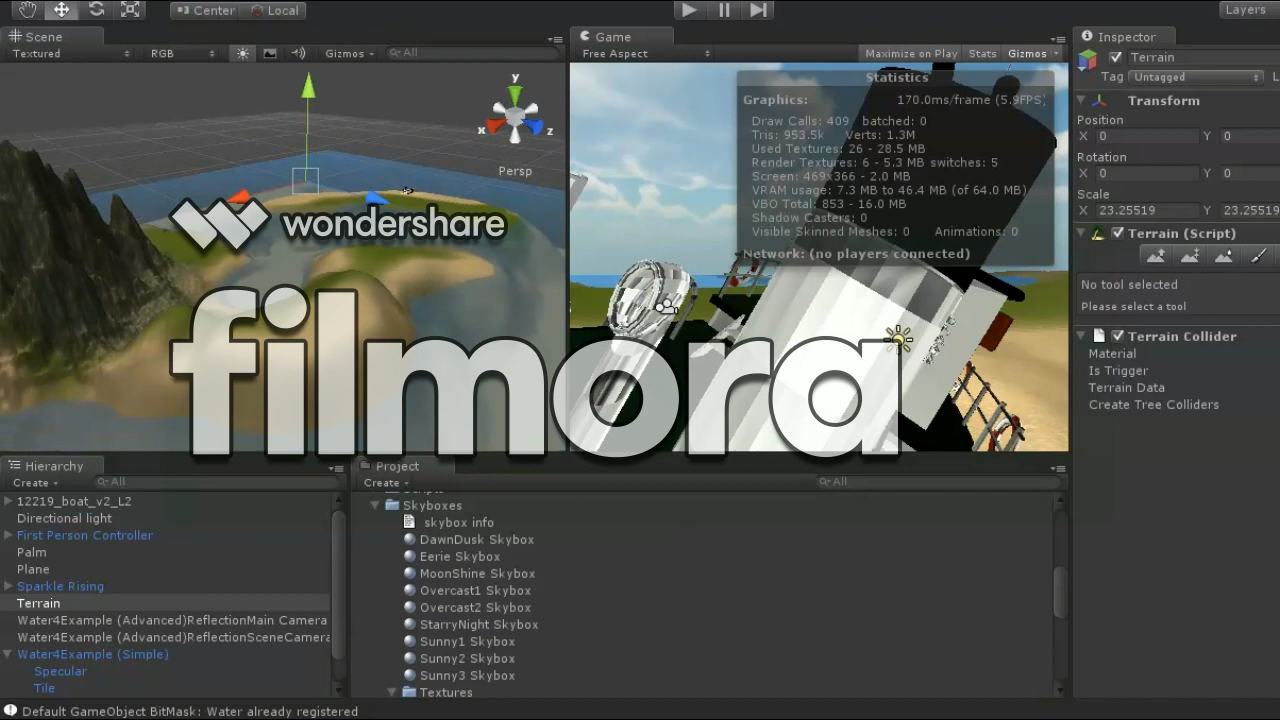 Center Local
Layers
Scene
Textured RGB Gizmos All
y
x z
Persp
Game
Free Aspect Maximize on Play Stats Gizmos
Statistics
Graphics: 170.0ms/frame (5.9FPS)
Draw Calls: 409 batched: 0
Tris: 953.5k Verts: 1.3M
Used Textures: 26 - 28.5 MB
Render Textures: 6 - 5.3 MB switches: 5
Screen: 469x366 - 2.0 MB
VRAM usage: 7.3 MB to 46.4 MB (of 64.0 MB)
VBO Total: 853 - 16.0 MB
Shadow Casters: 0
Visible Skinned Meshes: 0 Animations: 0
Network: (no players connected)
wondershare
filmora
Inspector
Terrain
Tag Untagged L
Transform
Position
X 0 Y 0
Rotation
X 0 Y 0
Scale
X 23.25519 Y 23.25519
Terrain (Script)
No tool selected
Please select a tool
Terrain Collider
Material
Is Trigger
Terrain Data
Create Tree Colliders
Hierarchy
Create All
12219_boat_v2_L2
Directional light
First Person Controller
Palm
Plane
Sparkle Rising
Terrain
Water4Example (Advanced)ReflectionMain Camera
Water4Example (Advanced)ReflectionSceneCamera
Water4Example (Simple)
Specular
Tile
Project
Create All
Skyboxes
skybox info
DawnDusk Skybox
Eerie Skybox
MoonShine Skybox
Overcast1 Skybox
Overcast2 Skybox
StarryNight Skybox
Sunny1 Skybox
Sunny2 Skybox
Sunny3 Skybox
Textures
Default GameObject BitMask: Water already registered